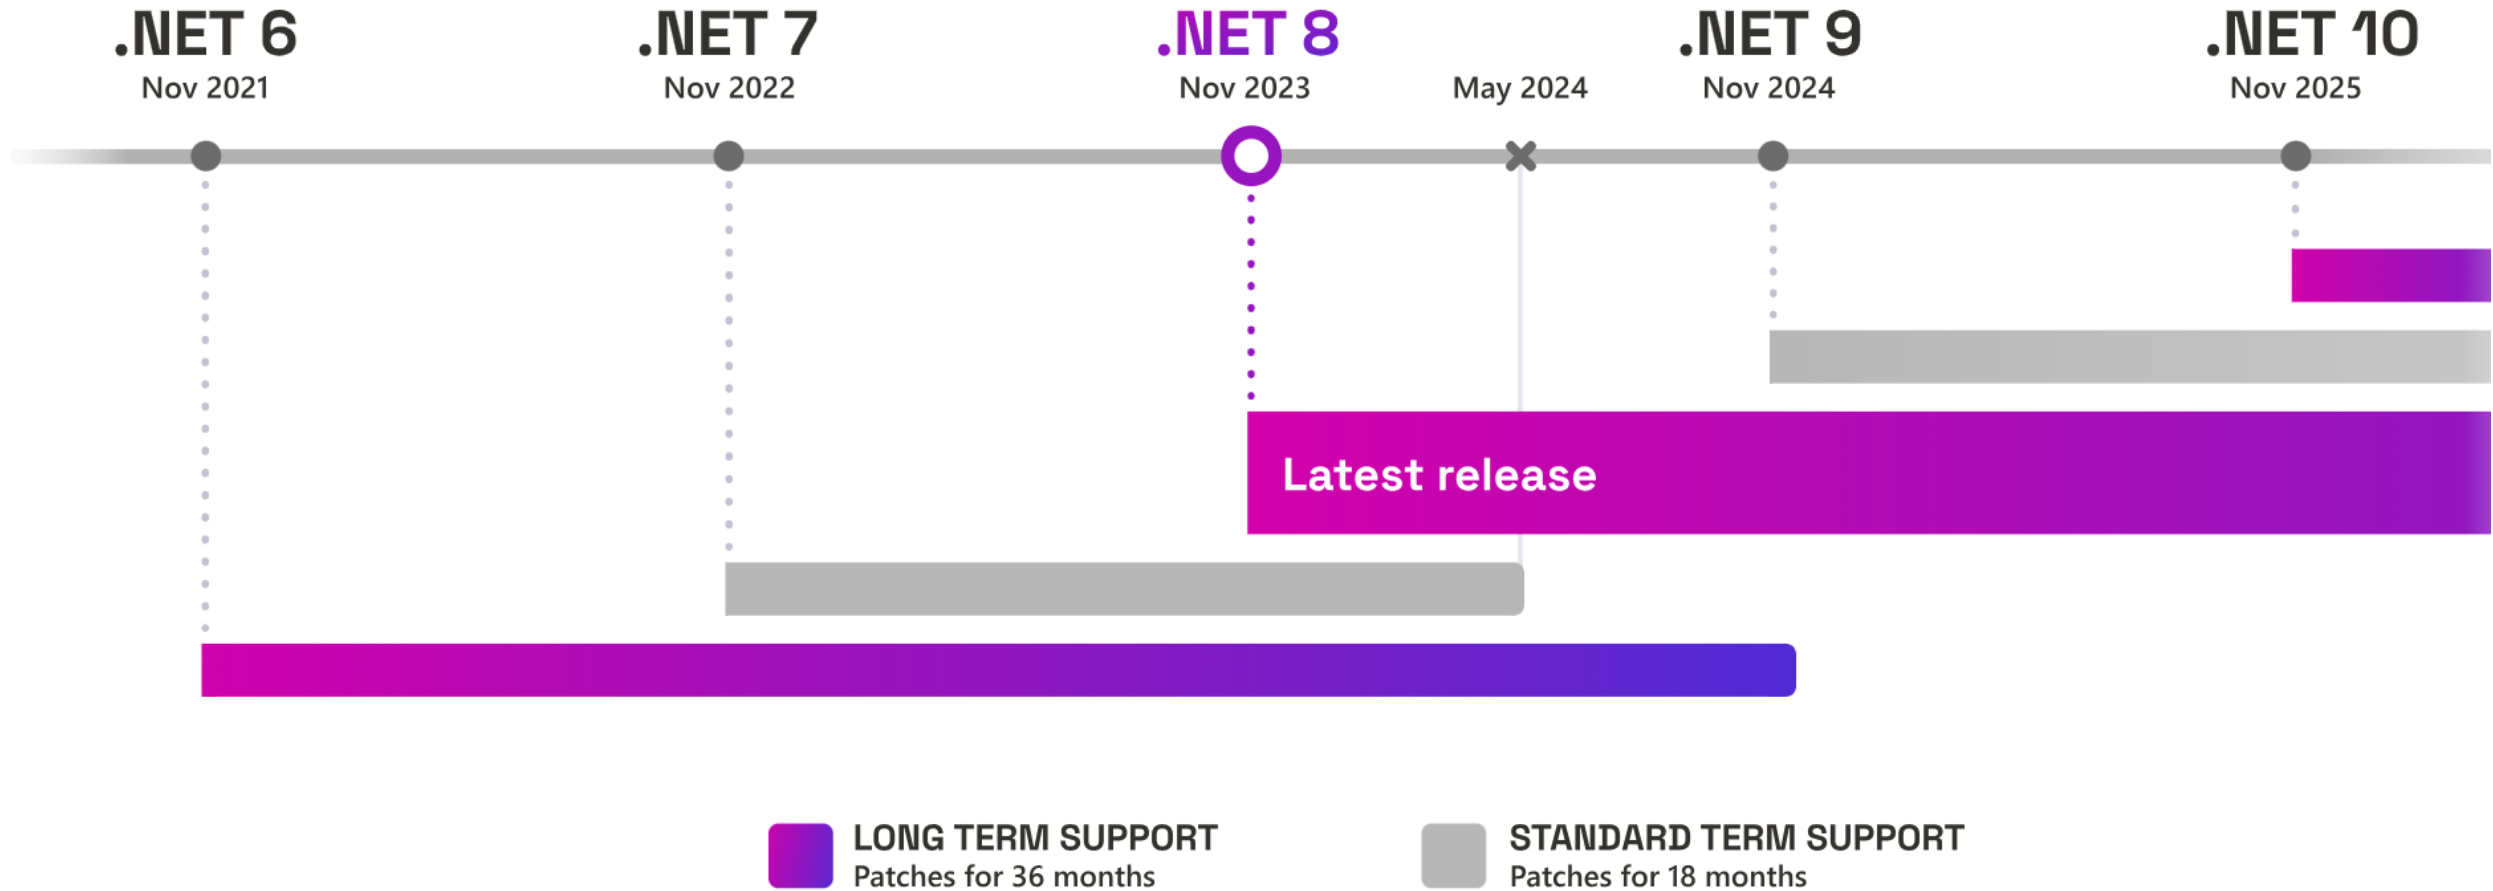 .NET 6
Nov 2021
.NET 7
Nov 2022
.NET 8
Nov 2023
May 2024
.NET 9
Nov 2024
.NET 10
Nov 2025
Latest release
LONG TERM SUPPORT
Patches for 36 months
STANDARD TERM SUPPORT
Patches for 18 months